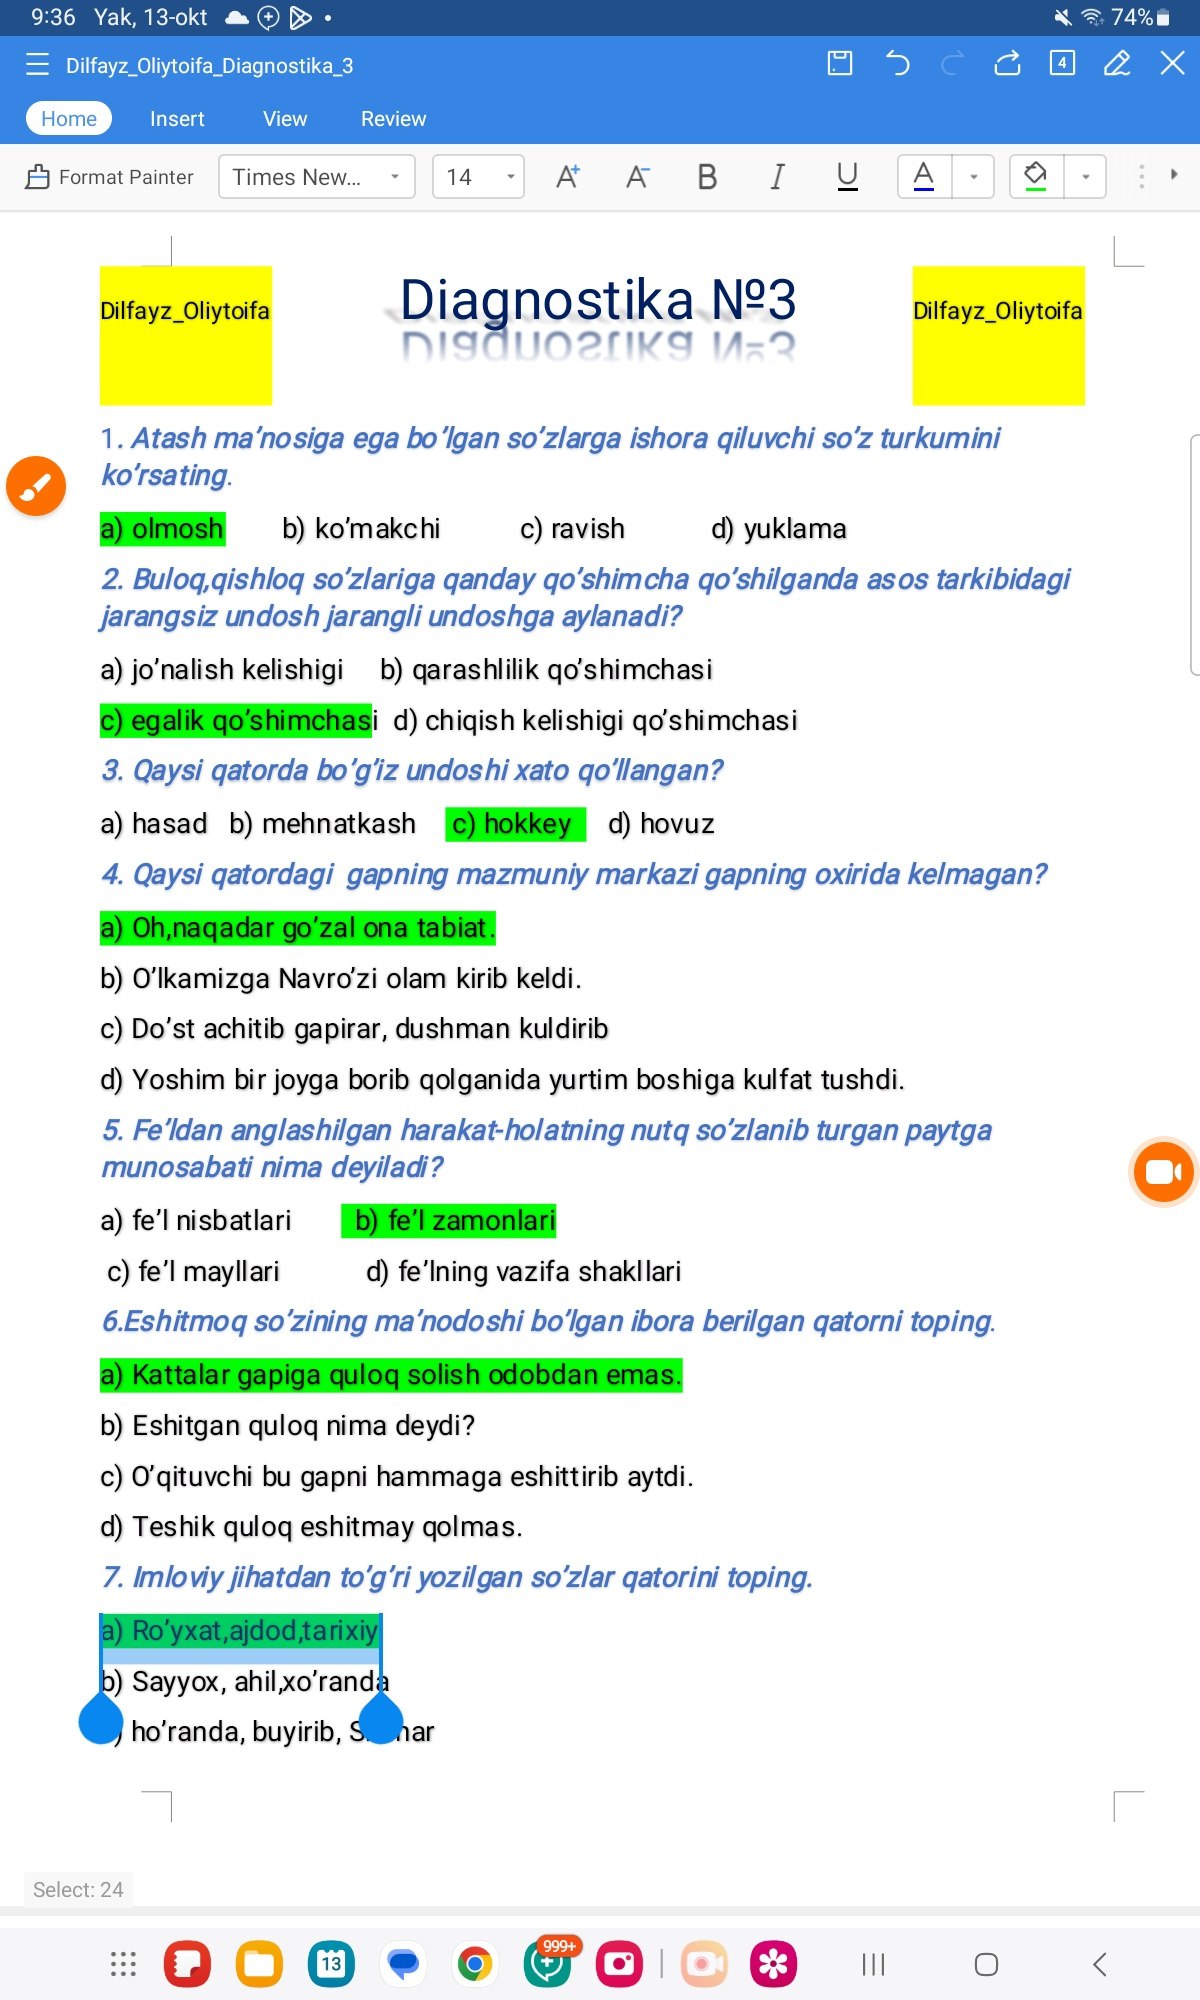 9:36 Yak, 13-okt 74%
Dilfayz_Oliytoifa_Diagnostika_3 4
Home Insert View Review
Format Painter Times New... 14 A+ A- B I U A
Dilfayz_Oliytoifa Diagnostika №3 Dilfayz_Oliytoifa
1. Atash ma’nosiga ega bo’lgan so’zlarga ishora qiluvchi so’z turkumini
ko’rsating.
a) olmosh b) ko’makchi c) ravish d) yuklama
2. Buloq,qishloq so’zlariga qanday qo’shimcha qo’shilganda asos tarkibidagi
jarangsiz undosh jarangli undoshga aylanadi?
a) jo’nalish kelishigi b) qarashlilik qo’shimchasi
c) egalik qo’shimchasi d) chiqish kelishigi qo’shimchasi
3. Qaysi qatorda bo’g’iz undoshi xato qo’llangan?
a) hasad b) mehnatkash c) hokkey d) hovuz
4. Qaysi qatordagi gapning mazmuniy markazi gapning oxirida kelmagan?
a) Oh,naqadar go’zal ona tabiat.
b) O’lkamizga Navro’zi olam kirib keldi.
c) Do’st achitib gapirar, dushman kuldirib
d) Yoshim bir joyga borib qolganida yurtim boshiga kulfat tushdi.
5. Fe’ldan anglashilgan harakat-holatning nutq so’zlanib turgan paytga
munosabati nima deyiladi?
a) fe’l nisbatlari b) fe’l zamonlari
c) fe’l mayllari d) fe’lning vazifa shakllari
6.Eshitmoq so’zining ma’nodoshi bo’lgan ibora berilgan qatorni toping.
a) Kattalar gapiga quloq solish odobdan emas.
b) Eshitgan quloq nima deydi?
c) O’qituvchi bu gapni hammaga eshittirib aytdi.
d) Teshik quloq eshitmay qolmas.
7. Imloviy jihatdan to’g’ri yozilgan so’zlar qatorini toping.
a) Ro’yxat,ajdod,tarixiy
b) Sayyox, ahil,xo’randa
ho’randa, buyirib,
Select: 24
13 999+